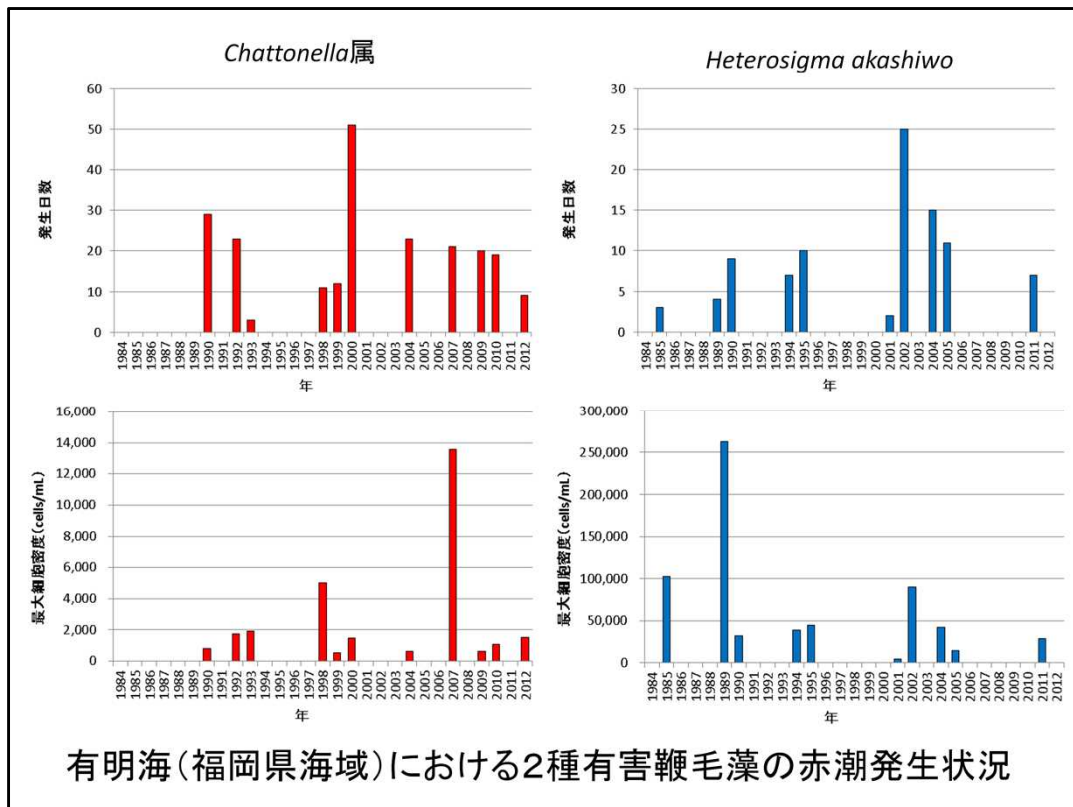 Chattonella属
60
50
40
30
20
10
0
発生日数
1984 1985 1986 1987 1988 1989 1990 1991 1992 1993 1994 1995 1996 1997 1998 1999 2000 2001 2002 2003 2004 2005 2006 2007 2008 2009 2010 2011 2012
年
Heterosigma akashiwo
30
25
20
15
10
5
0
発生日数
1984 1985 1986 1987 1988 1989 1990 1991 1992 1993 1994 1995 1996 1997 1998 1999 2000 2001 2002 2003 2004 2005 2006 2007 2008 2009 2010 2011 2012
年
16,000
14,000
12,000
10,000
8,000
6,000
4,000
2,000
0
最大細胞密度(cells/mL)
1984 1985 1986 1987 1988 1989 1990 1991 1992 1993 1994 1995 1996 1997 1998 1999 2000 2001 2002 2003 2004 2005 2006 2007 2008 2009 2010 2011 2012
年
300,000
250,000
200,000
150,000
100,000
50,000
0
最大細胞密度(cells/mL)
1984 1985 1986 1987 1988 1989 1990 1991 1992 1993 1994 1995 1996 1997 1998 1999 2000 2001 2002 2003 2004 2005 2006 2007 2008 2009 2010 2011 2012
年
有明海(福岡県海域)における2種有害鞭毛藻の赤潮発生状況